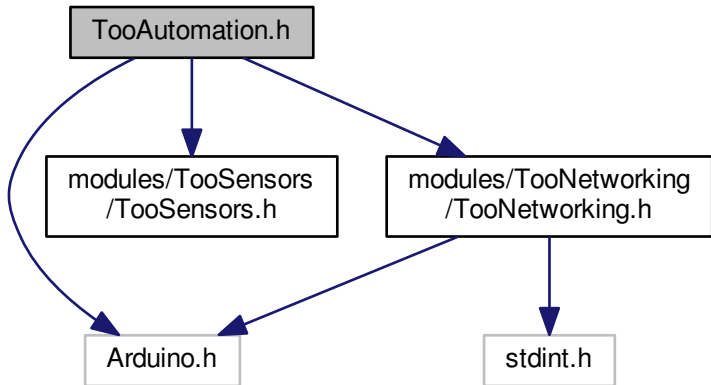 TooAutomation.h
modules/TooSensors
/TooSensors.h
modules/TooNetworking
/TooNetworking.h
Arduino.h
stdint.h